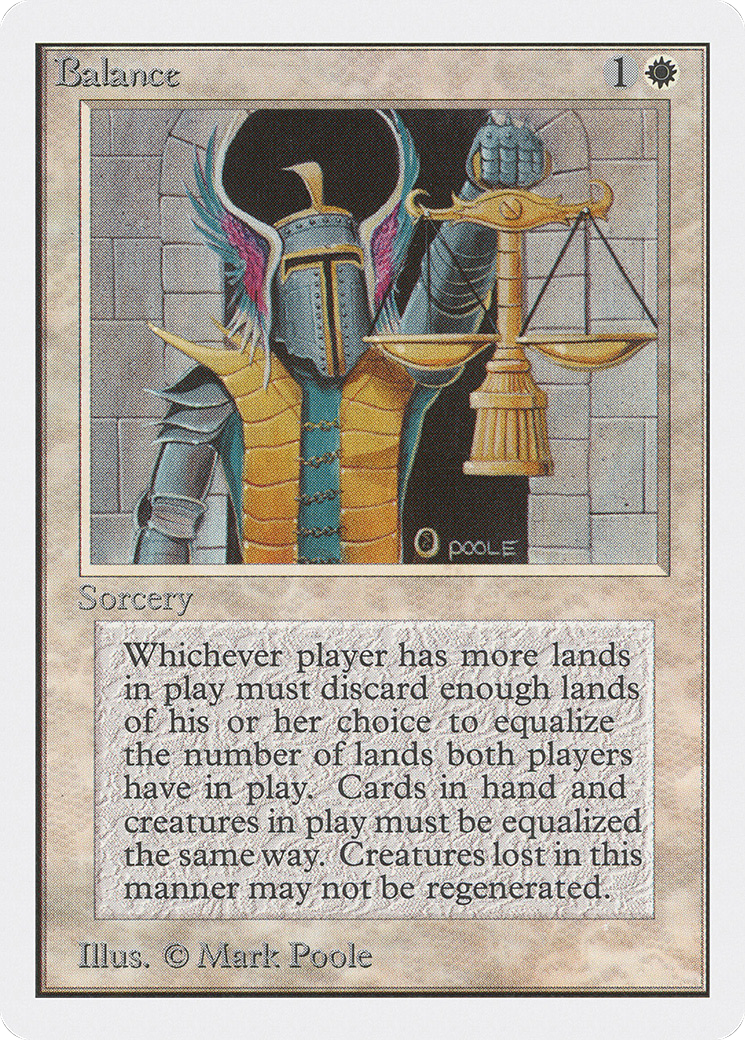 Balance 1
POOLE
Sorcery
Whichever player has more lands
in play must discard enough lands
of his or her choice to equalize
the number of lands both players
have in play. Cards in hand and
creatures in play must be equalized
the same way. Creatures lost in this
manner may not be regenerated.
Illus. © Mark Poole